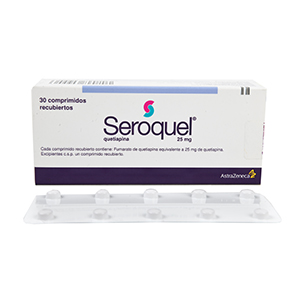 30 comprimidos
recubiertos
Seroquel®
quetiapina 25 mg
Cada comprimido recubierto contiene: Fumarato de quetiapina equivalente a 25 mg de quetiapina.
Excipientes c.s.p. un comprimido recubierto.
AstraZeneca